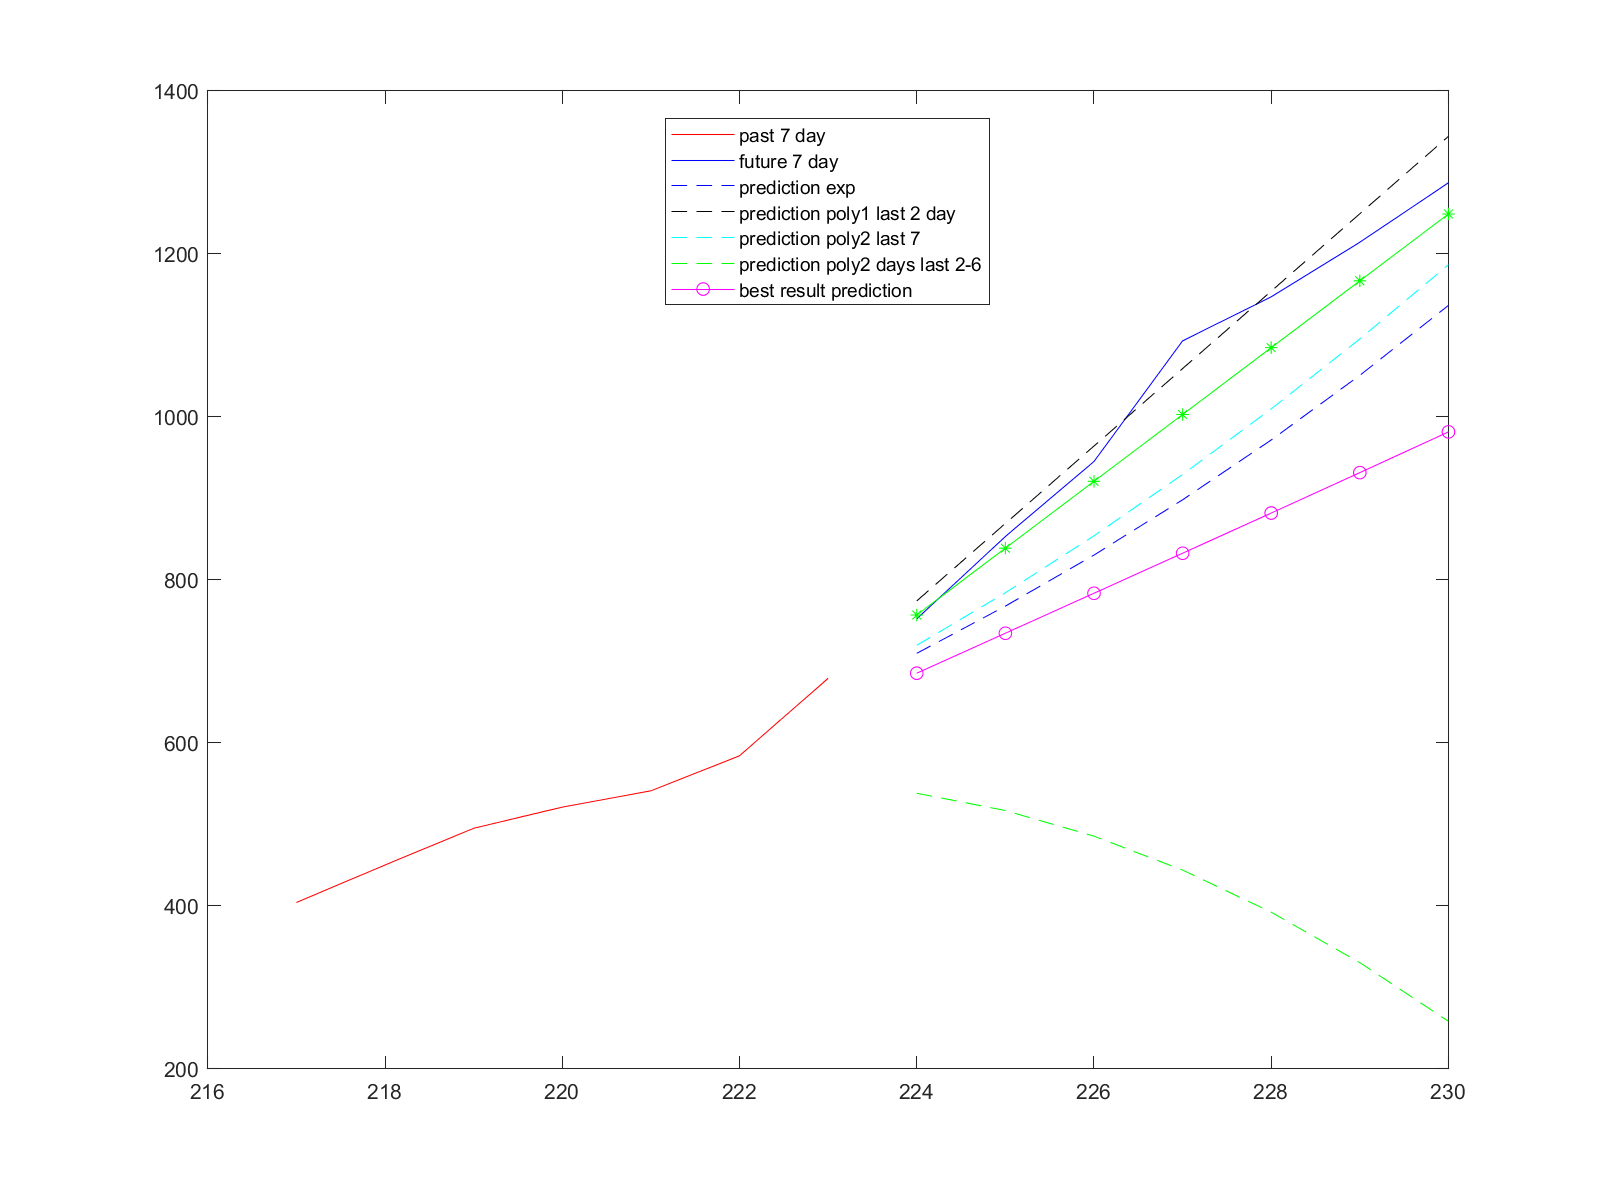 1400
1200
1000
800
600
400
200
216
218
220
222
224
226
228
230
past 7 day
future 7 day
prediction exp
prediction poly1 last 2 day
prediction poly2 last 7
prediction poly2 days last 2-6
best result prediction